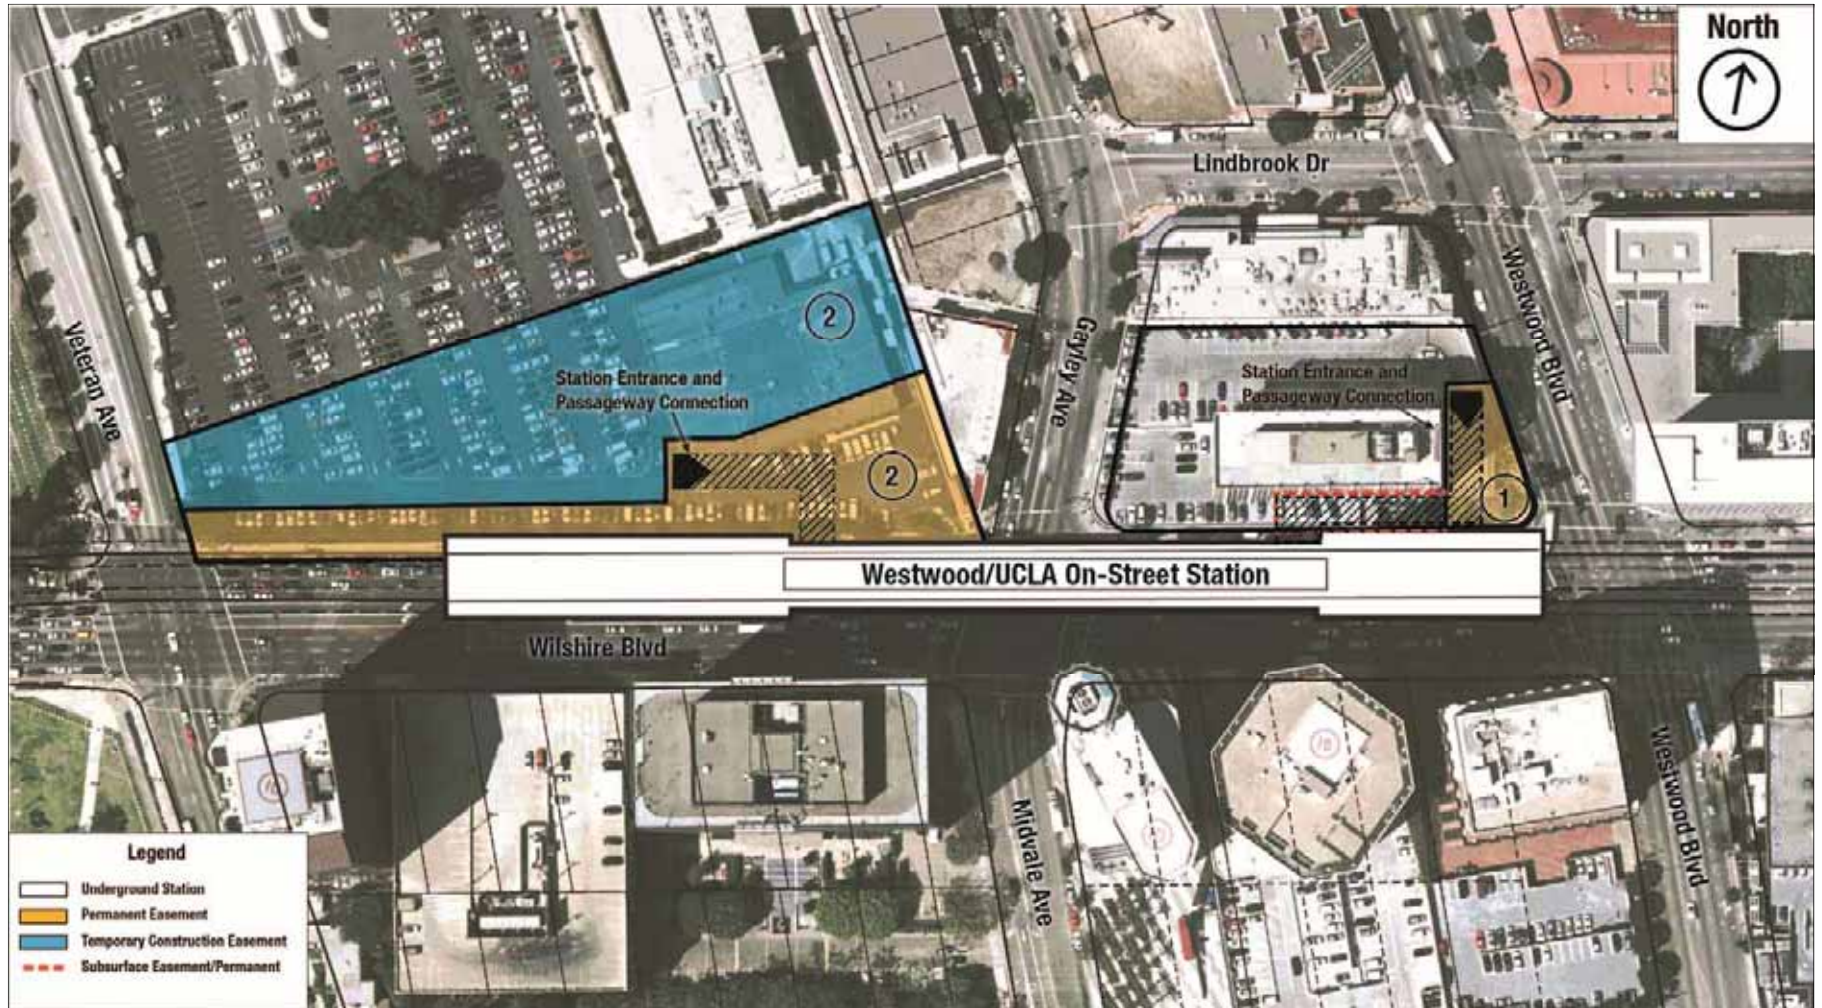 North
Lindbrook Dr
Westwood Blvd
Veteran Ave
Gayley Ave
2
Station Entrance and
Passageway Connection
Station Entrance and
Passageway Connection
2
1
Westwood/UCLA On-Street Station
Wilshire Blvd
Midvale Ave
Westwood Blvd
Legend
Underground Station
Permanent Easement
Temporary Construction Easement
Subsurface Easement/Permanent